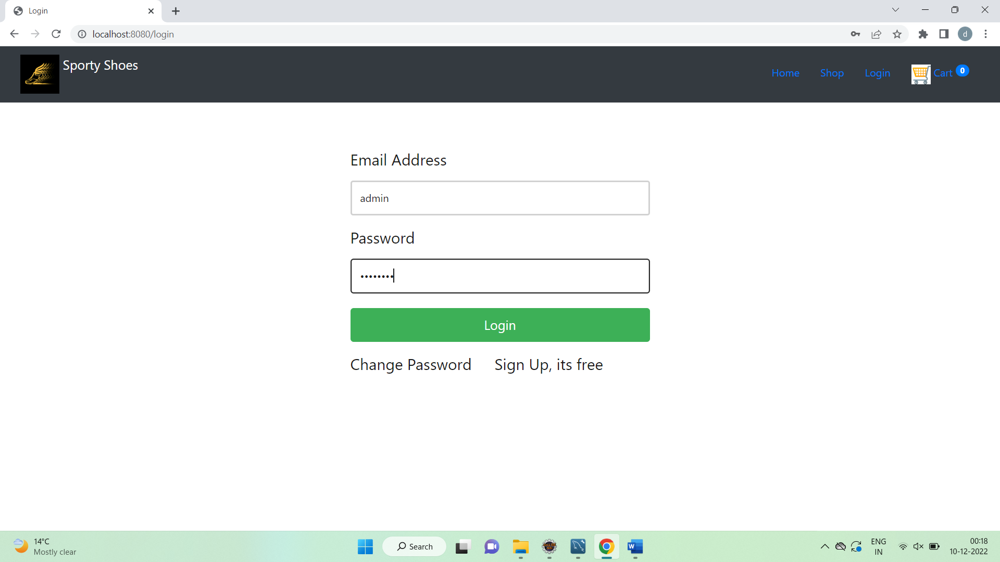 Login
localhost:8080/login
d
Sporty Shoes
Home
Shop
Login
Cart 0
Email Address
admin
Password
••••••••
Login
Change Password
Sign Up, its free
14°C
Mostly clear
Search
W
ENG
IN
00:18
10-12-2022